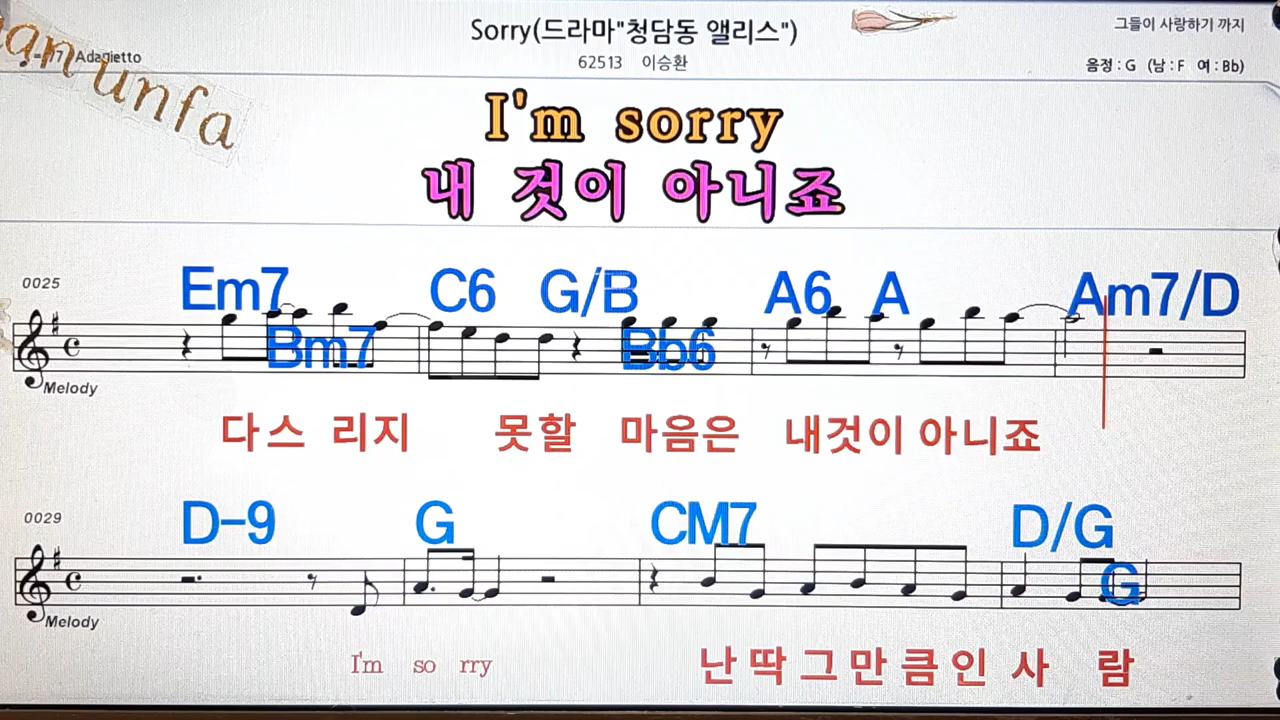 Sorry(드라마"청담동 앨리스")
그들이 사랑하기 까지
Adagietto
62513 이승환
음정 : G (남 : F 여 : Bb)
unfa
I'm sorry
내 것이 아니죠
0025
Em7 C6 G/B A6 A Am7/D
Bm7 Bb6
Melody
다스 리지 못할 마음은 내것이 아니죠
0029
D-9 G CM7 D/G
G
Melody
I'm so rry 난 딱 그 만 큼 인 사 람